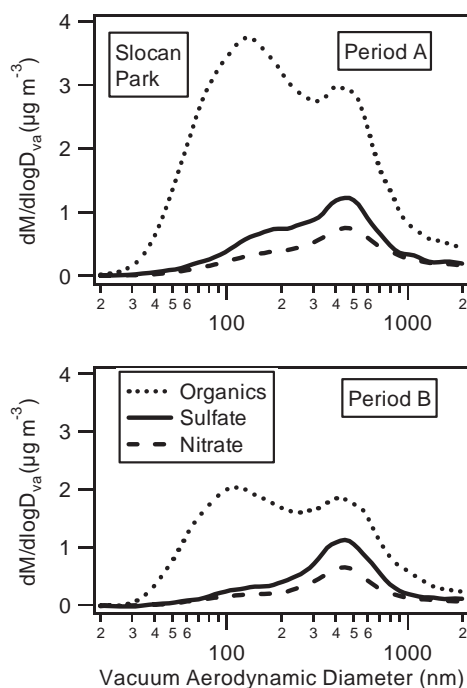 4
3
2
1
0
dM/dlogDva (µg m-3)
Slocan
Park
Period A
2 3 4 5 6 2 3 4 5 6 2
100 1000
4
3
2
1
0
dM/dlogDva (µg m-3)
Organics
Sulfate
Nitrate
Period B
2 3 4 5 6 2 3 4 5 6 2
100 1000
Vacuum Aerodynamic Diameter (nm)